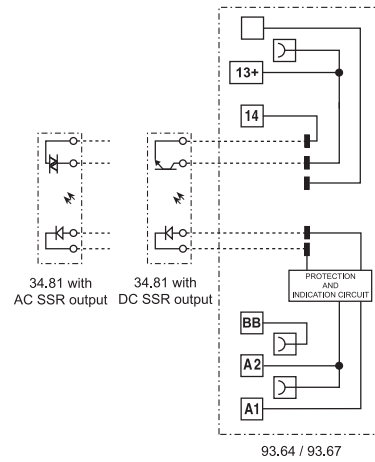 13+
14
34.81 with
AC SSR output
34.81 with
DC SSR output
PROTECTION
AND
INDICATION CIRCUIT
BB
A2
A1
93.64 / 93.67